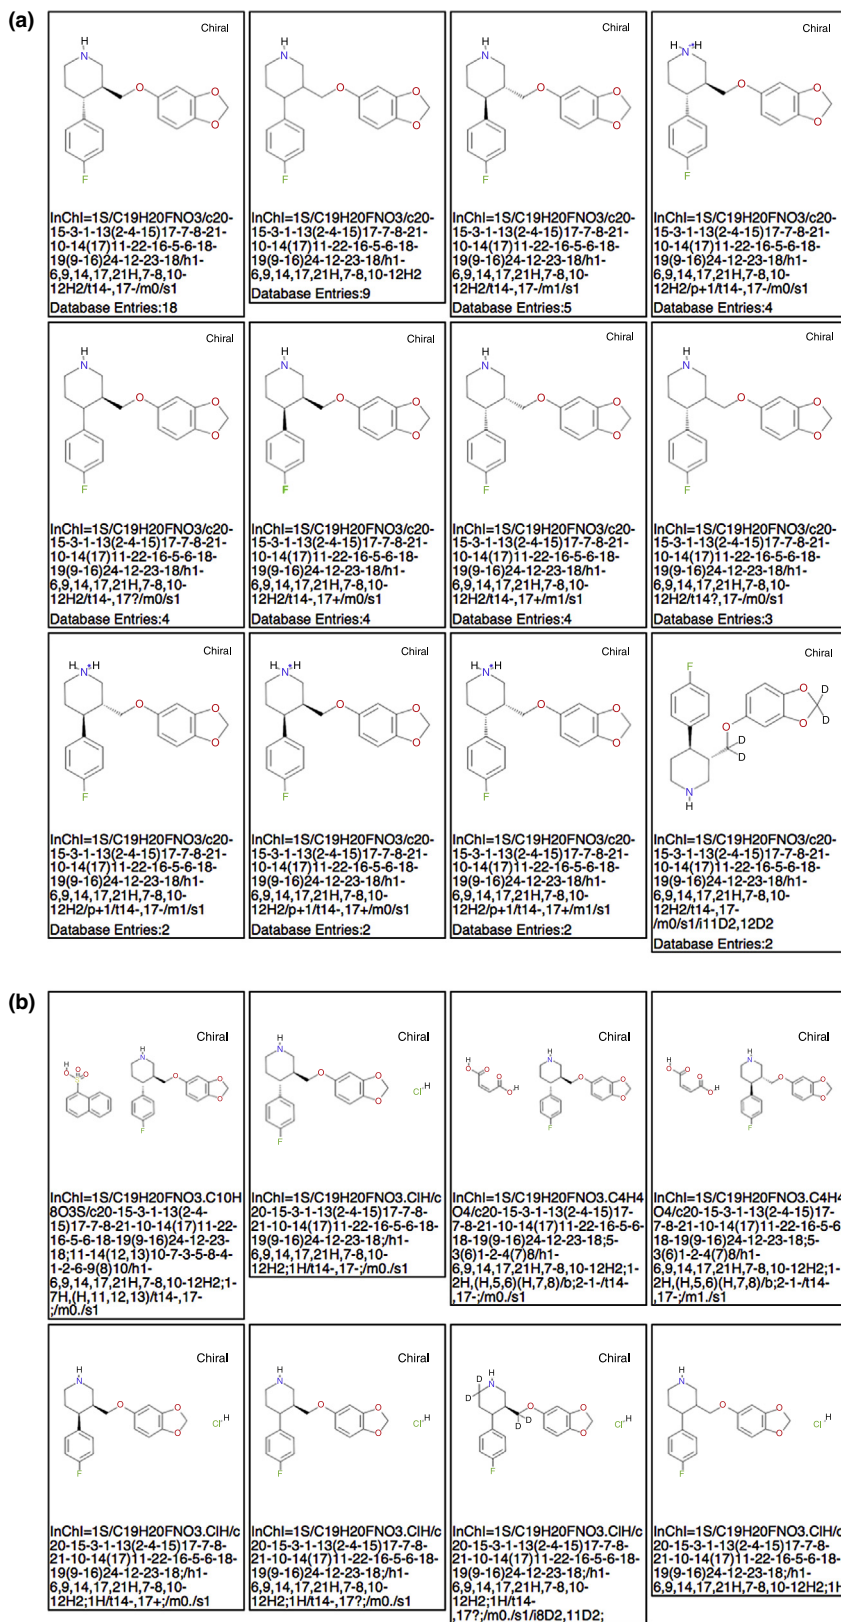 (a)
Chiral
InChI=1S/C19H20FNO3/c20-
15-3-1-13(2-4-15)17-7-8-21-
10-14(17)11-22-16-5-6-18-
19(9-16)24-12-23-18/h1-
6,9,14,17,21H,7-8,10-
12H2/t14-,17-/m0/s1
Database Entries:18
InChI=1S/C19H20FNO3/c20-
15-3-1-13(2-4-15)17-7-8-21-
10-14(17)11-22-16-5-6-18-
19(9-16)24-12-23-18/h1-
6,9,14,17,21H,7-8,10-12H2
Database Entries:9
Chiral
InChI=1S/C19H20FNO3/c20-
15-3-1-13(2-4-15)17-7-8-21-
10-14(17)11-22-16-5-6-18-
19(9-16)24-12-23-18/h1-
6,9,14,17,21H,7-8,10-
12H2/t14-,17-/m1/s1
Database Entries:5
Chiral
InChI=1S/C19H20FNO3/c20-
15-3-1-13(2-4-15)17-7-8-21-
10-14(17)11-22-16-5-6-18-
19(9-16)24-12-23-18/h1-
6,9,14,17,21H,7-8,10-
12H2/p+1/t14-,17-/m0/s1
Database Entries:4
Chiral
InChI=1S/C19H20FNO3/c20-
15-3-1-13(2-4-15)17-7-8-21-
10-14(17)11-22-16-5-6-18-
19(9-16)24-12-23-18/h1-
6,9,14,17,21H,7-8,10-
12H2/t14-,17?/m0/s1
Database Entries:4
Chiral
InChI=1S/C19H20FNO3/c20-
15-3-1-13(2-4-15)17-7-8-21-
10-14(17)11-22-16-5-6-18-
19(9-16)24-12-23-18/h1-
6,9,14,17,21H,7-8,10-
12H2/t14-,17+/m0/s1
Database Entries:4
Chiral
InChI=1S/C19H20FNO3/c20-
15-3-1-13(2-4-15)17-7-8-21-
10-14(17)11-22-16-5-6-18-
19(9-16)24-12-23-18/h1-
6,9,14,17,21H,7-8,10-
12H2/t14-,17+/m1/s1
Database Entries:4
Chiral
InChI=1S/C19H20FNO3/c20-
15-3-1-13(2-4-15)17-7-8-21-
10-14(17)11-22-16-5-6-18-
19(9-16)24-12-23-18/h1-
6,9,14,17,21H,7-8,10-
12H2/t14?,17-/m0/s1
Database Entries:3
Chiral
InChI=1S/C19H20FNO3/c20-
15-3-1-13(2-4-15)17-7-8-21-
10-14(17)11-22-16-5-6-18-
19(9-16)24-12-23-18/h1-
6,9,14,17,21H,7-8,10-
12H2/p+1/t14-,17-/m1/s1
Database Entries:2
Chiral
InChI=1S/C19H20FNO3/c20-
15-3-1-13(2-4-15)17-7-8-21-
10-14(17)11-22-16-5-6-18-
19(9-16)24-12-23-18/h1-
6,9,14,17,21H,7-8,10-
12H2/p+1/t14-,17+/m0/s1
Database Entries:2
Chiral
InChI=1S/C19H20FNO3/c20-
15-3-1-13(2-4-15)17-7-8-21-
10-14(17)11-22-16-5-6-18-
19(9-16)24-12-23-18/h1-
6,9,14,17,21H,7-8,10-
12H2/p+1/t14-,17+/m1/s1
Database Entries:2
Chiral
InChI=1S/C19H20FNO3/c20-
15-3-1-13(2-4-15)17-7-8-21-
10-14(17)11-22-16-5-6-18-
19(9-16)24-12-23-18/h1-
6,9,14,17,21H,7-8,10-
12H2/t14-,17-
/m0/s1/i11D2,12D2
Database Entries:2
(b)
Chiral
InChI=1S/C19H20FNO3.C10H
8O3S/c20-15-3-1-13(2-4-
15)17-7-8-21-10-14(17)11-22-
16-5-6-18-19(9-16)24-12-23-
18;11-14(12,13)10-7-3-5-8-4-
1-2-6-9(8)10/h1-
6,9,14,17,21H,7-8,10-12H2;1-
7H,(H,11,12,13)/t14-,17-
;/m0./s1
Chiral
InChI=1S/C19H20FNO3.ClH/c
20-15-3-1-13(2-4-15)17-7-8-
21-10-14(17)11-22-16-5-6-18-
19(9-16)24-12-23-18;/h1-
6,9,14,17,21H,7-8,10-
12H2;1H/t14-,17-;/m0./s1
Chiral
InChI=1S/C19H20FNO3.C4H4
O4/c20-15-3-1-13(2-4-15)17-
7-8-21-10-14(17)11-22-16-5-6-
18-19(9-16)24-12-23-18;5-
3(6)1-2-4(7)8/h1-
6,9,14,17,21H,7-8,10-12H2;1-
2H,(H,5,6)(H,7,8)/b;2-1-/t14-
,17-;/m0./s1
Chiral
InChI=1S/C19H20FNO3.C4H4
O4/c20-15-3-1-13(2-4-15)17-
7-8-21-10-14(17)11-22-16-5-6
18-19(9-16)24-12-23-18;5-
3(6)1-2-4(7)8/h1-
6,9,14,17,21H,7-8,10-12H2;1-
2H,(H,5,6)(H,7,8)/b;2-1-/t14-
,17-;/m1./s1
Chiral
InChI=1S/C19H20FNO3.ClH/c
20-15-3-1-13(2-4-15)17-7-8-
21-10-14(17)11-22-16-5-6-18-
19(9-16)24-12-23-18;/h1-
6,9,14,17,21H,7-8,10-
12H2;1H/t14-,17+;/m0./s1
Chiral
InChI=1S/C19H20FNO3.ClH/c
20-15-3-1-13(2-4-15)17-7-8-
21-10-14(17)11-22-16-5-6-18-
19(9-16)24-12-23-18;/h1-
6,9,14,17,21H,7-8,10-
12H2;1H/t14-,17?;/m0./s1
Chiral
InChI=1S/C19H20FNO3.ClH/c
20-15-3-1-13(2-4-15)17-7-8-
21-10-14(17)11-22-16-5-6-18-
19(9-16)24-12-23-18;/h1-
6,9,14,17,21H,7-8,10-
12H2;1H/t14-
,17?;/m0./s1/i8D2,11D2;
InChI=1S/C19H20FNO3.ClH/c
20-15-3-1-13(2-4-15)17-7-8-
21-10-14(17)11-22-16-5-6-18-
19(9-16)24-12-23-18;/h1-
6,9,14,17,21H,7-8,10-12H2;1H